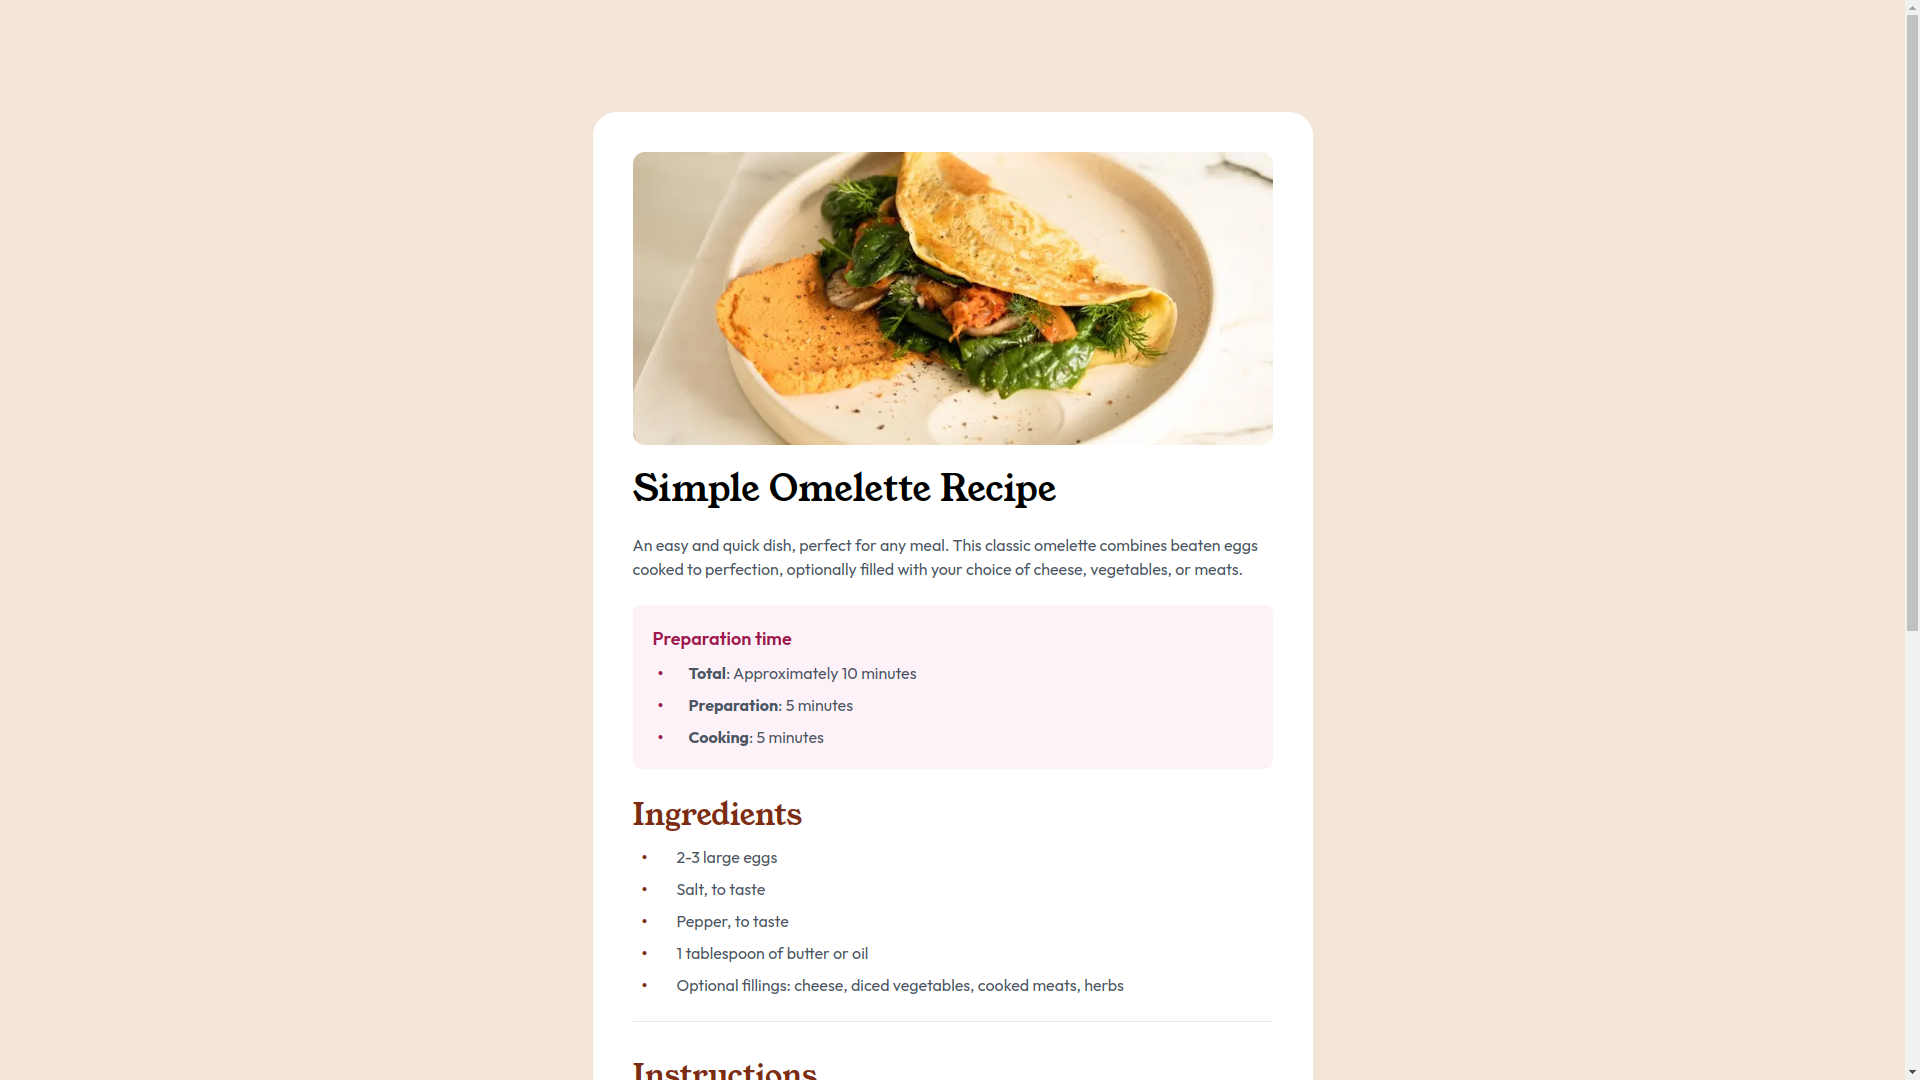 Simple Omelette Recipe
An easy and quick dish, perfect for any meal. This classic omelette combines beaten eggs
cooked to perfection, optionally filled with your choice of cheese, vegetables, or meats.
Preparation time
• Total: Approximately 10 minutes
• Preparation: 5 minutes
• Cooking: 5 minutes
Ingredients
• 2-3 large eggs
• Salt, to taste
• Pepper, to taste
• 1 tablespoon of butter or oil
• Optional fillings: cheese, diced vegetables, cooked meats, herbs
Instructions